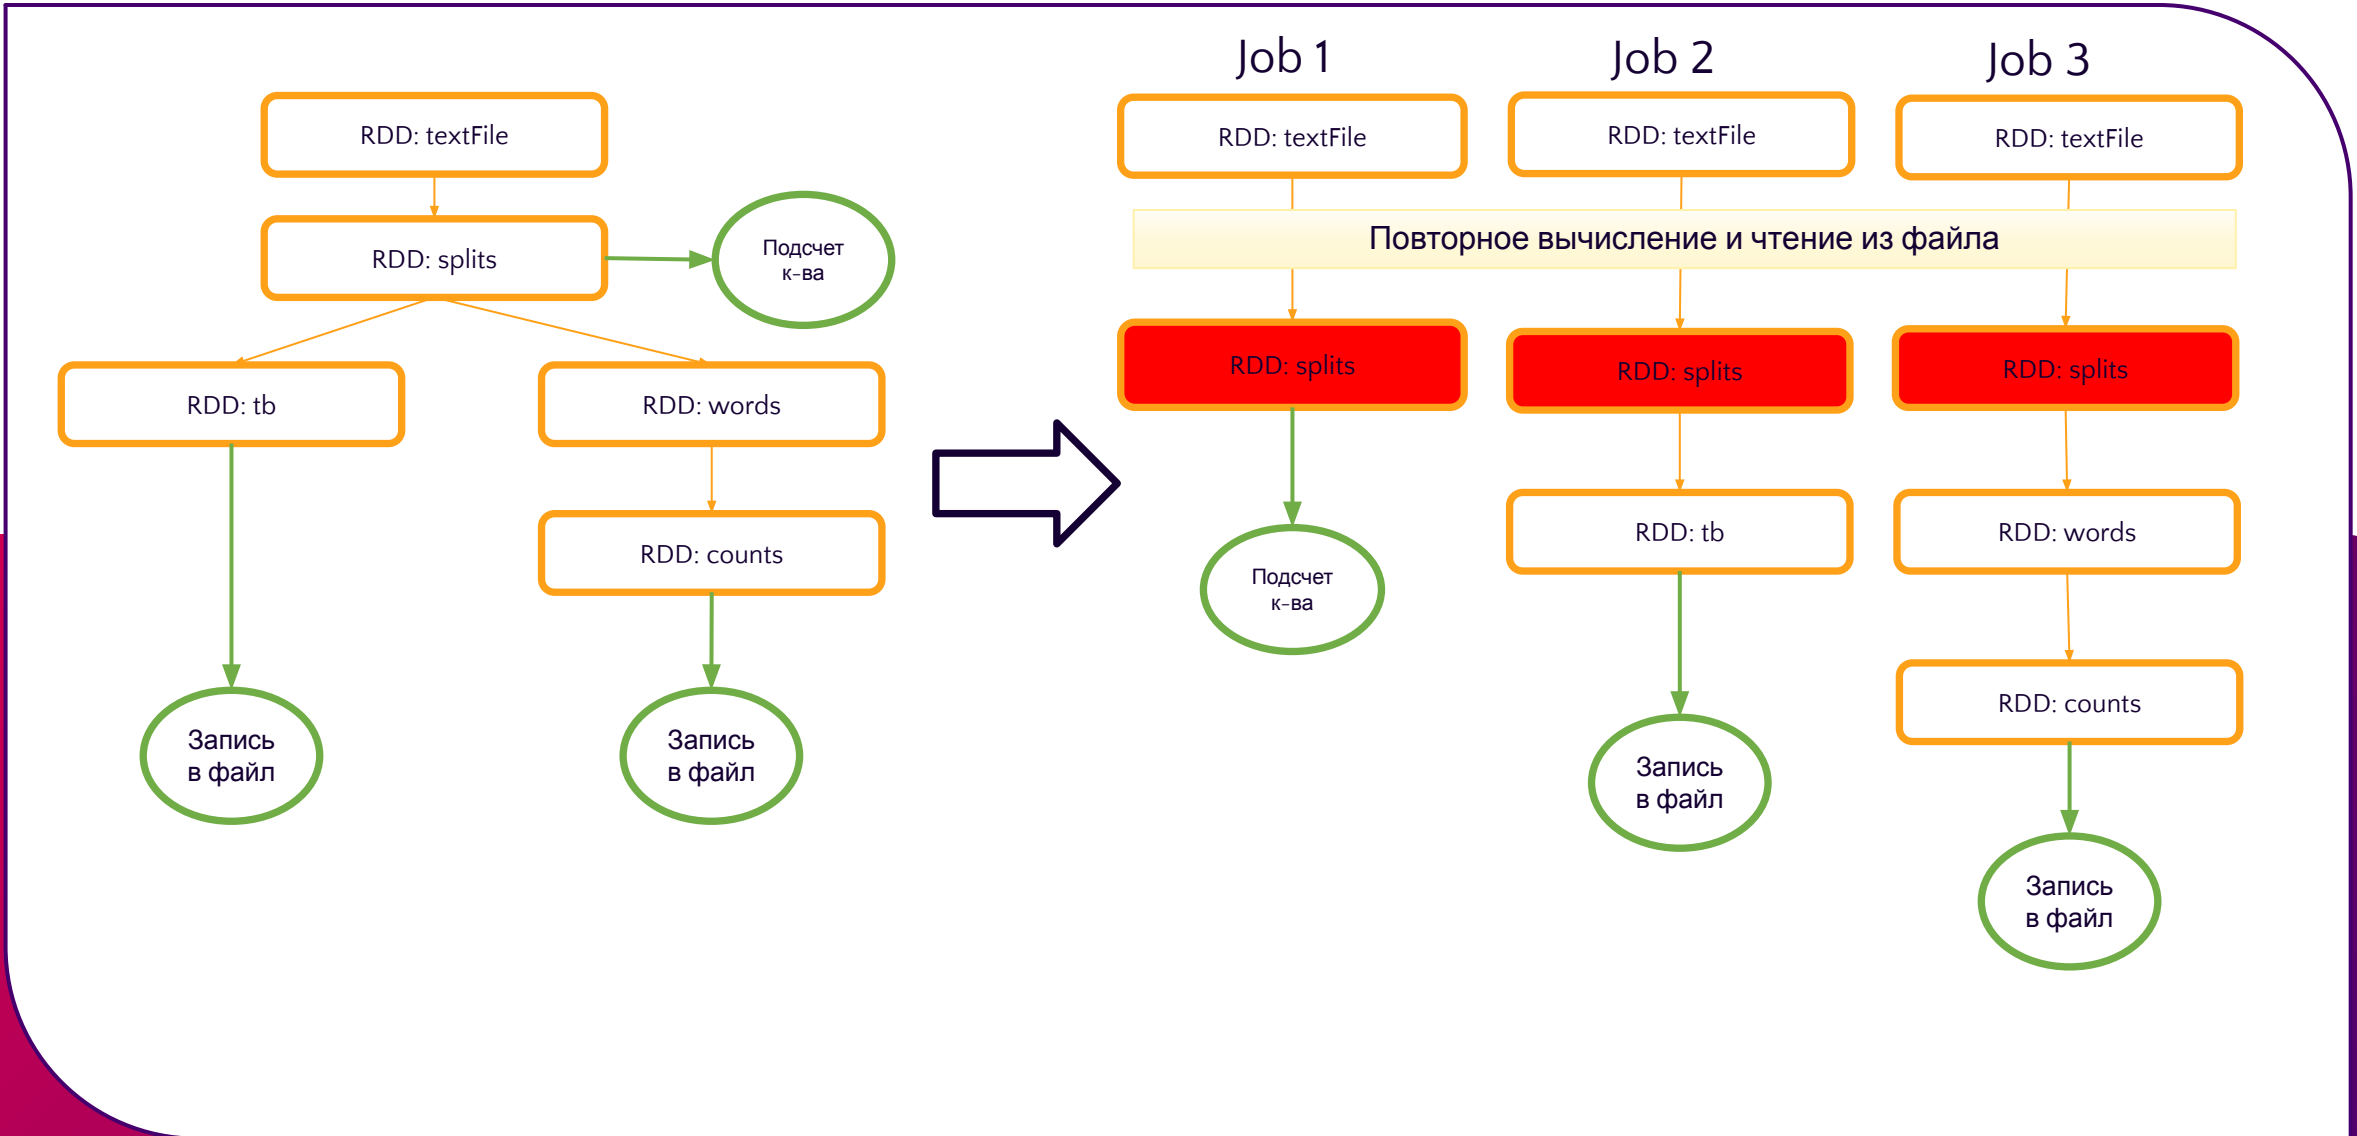 RDD: textFile
RDD: splits
Подсчет
к-ва
RDD: tb
RDD: words
RDD: counts
Запись
в файл
Запись
в файл
Job 1
Job 2
Job 3
RDD: textFile
RDD: textFile
RDD: textFile
Повторное вычисление и чтение из файла
RDD: splits
RDD: splits
RDD: splits
Подсчет
к-ва
RDD: tb
RDD: words
RDD: counts
Запись
в файл
Запись
в файл